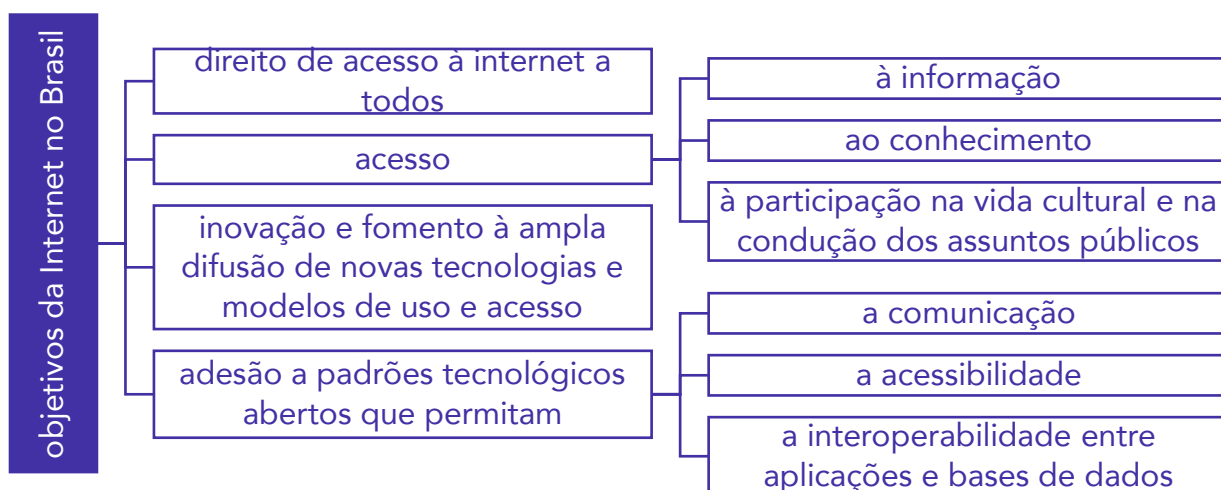 objetivos da Internet no Brasil
direito de acesso à internet a
todos
acesso
à informação
ao conhecimento
à participação na vida cultural e na
condução dos assuntos públicos
inovação e fomento à ampla
difusão de novas tecnologias e
modelos de uso e acesso
adesão a padrões tecnológicos
abertos que permitam
a comunicação
a acessibilidade
a interoperabilidade entre
aplicações e bases de dados